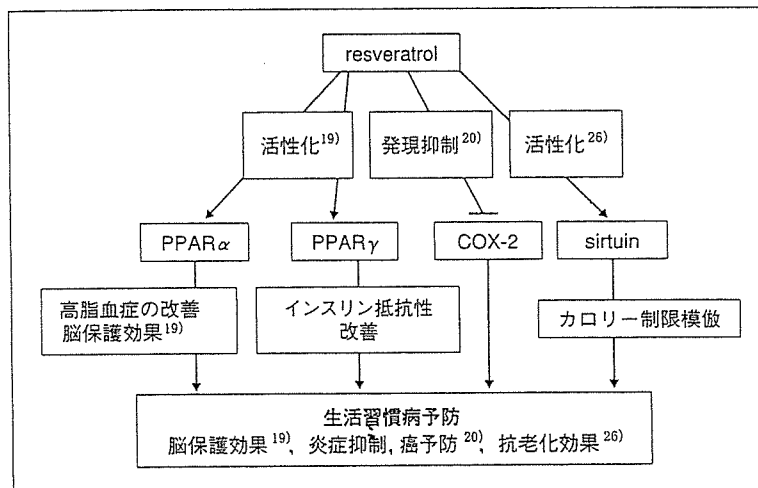 resveratrol
活性化19)
発現抑制20)
活性化26)
PPARα
PPARγ
COX-2
sirtuin
高脂血症の改善
脳保護効果19)
インスリン抵抗性
改善
カロリー制限模倣
生活習慣病予防
脳保護効果19), 炎症抑制, 癌予防20), 抗老化効果26)